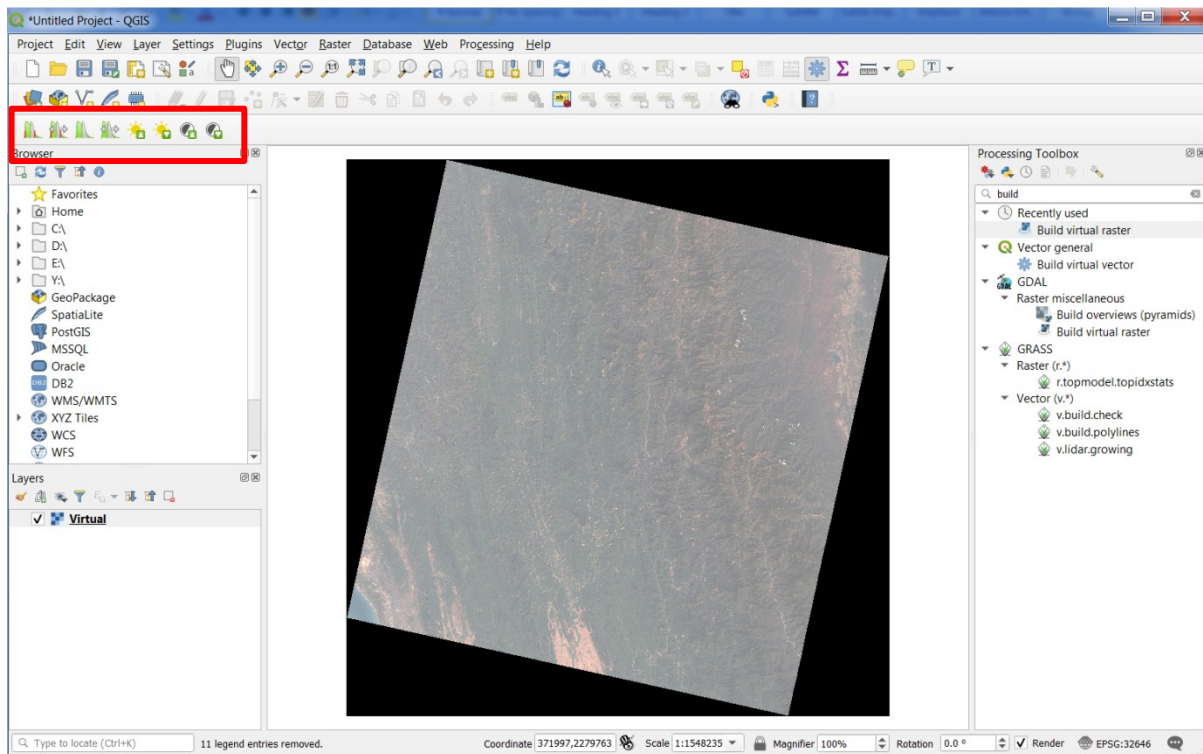 *Untitled Project - QGIS
Project Edit View Layer Settings Plugins Vector Raster Database Web Processing Help
Browser
Favorites
Home
C:\
D:\
E:\
Y:\
GeoPackage
SpatiaLite
PostGIS
MSSQL
Oracle
DB2
WMS/WMTS
XYZ Tiles
WCS
WFS
Layers
Virtual
Processing Toolbox
build
Recently used
Build virtual raster
Vector general
Build virtual vector
GDAL
Raster miscellaneous
Build overviews (pyramids)
Build virtual raster
GRASS
Raster (r.*)
r.topmodel.topidxstats
Vector (v.*)
v.build.check
v.build.polylines
v.lidar.growing
Type to locate (Ctrl+K) 11 legend entries removed. Coordinate 371997,2279763 Scale 1:1548235 Magnifier 100% Rotation 0.0 ° Render EPSG:32646